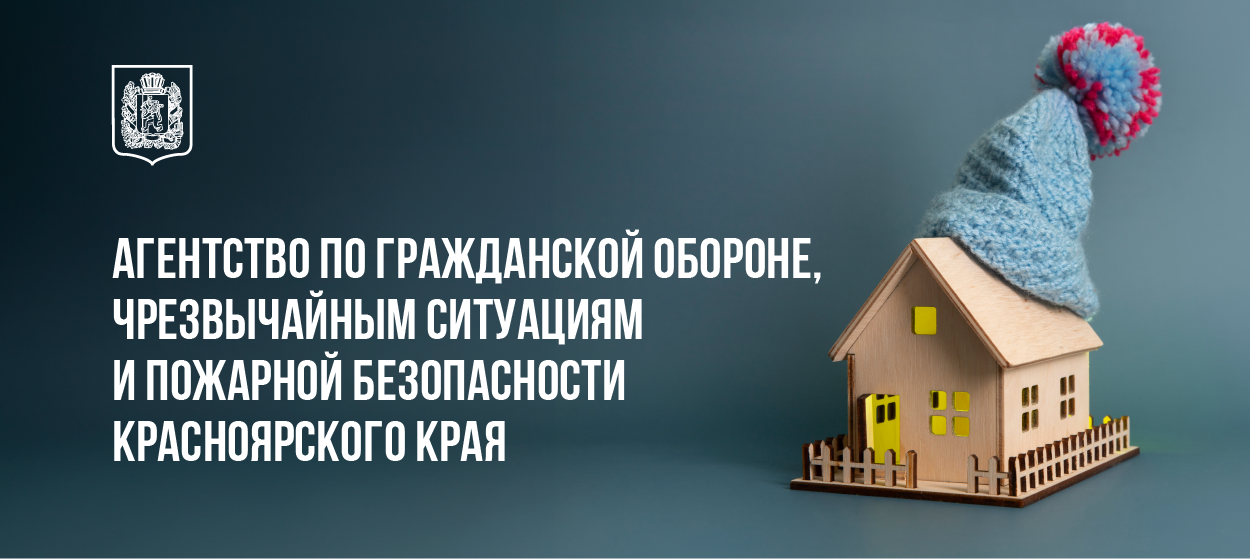 АГЕНТСТВО ПО ГРАЖДАНСКОЙ ОБОРОНЕ,
ЧРЕЗВЫЧАЙНЫМ СИТУАЦИЯМ
И ПОЖАРНОЙ БЕЗОПАСНОСТИ
КРАСНОЯРСКОГО КРАЯ